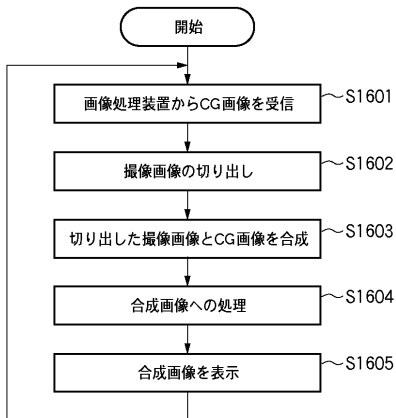 開始
画像処理装置からCG画像を受信
S1601
撮像画像の切り出し
S1602
切り出した撮像画像とCG画像を合成
S1603
合成画像への処理
S1604
合成画像を表示
S1605